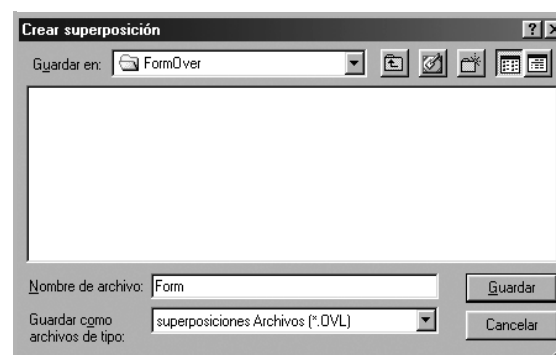 Crear superposición
Guardar en: FormOver
Nombre de archivo: Form
Guardar
Guardar como
archivos de tipo:
superposiciones Archivos (*.OVL)
Cancelar